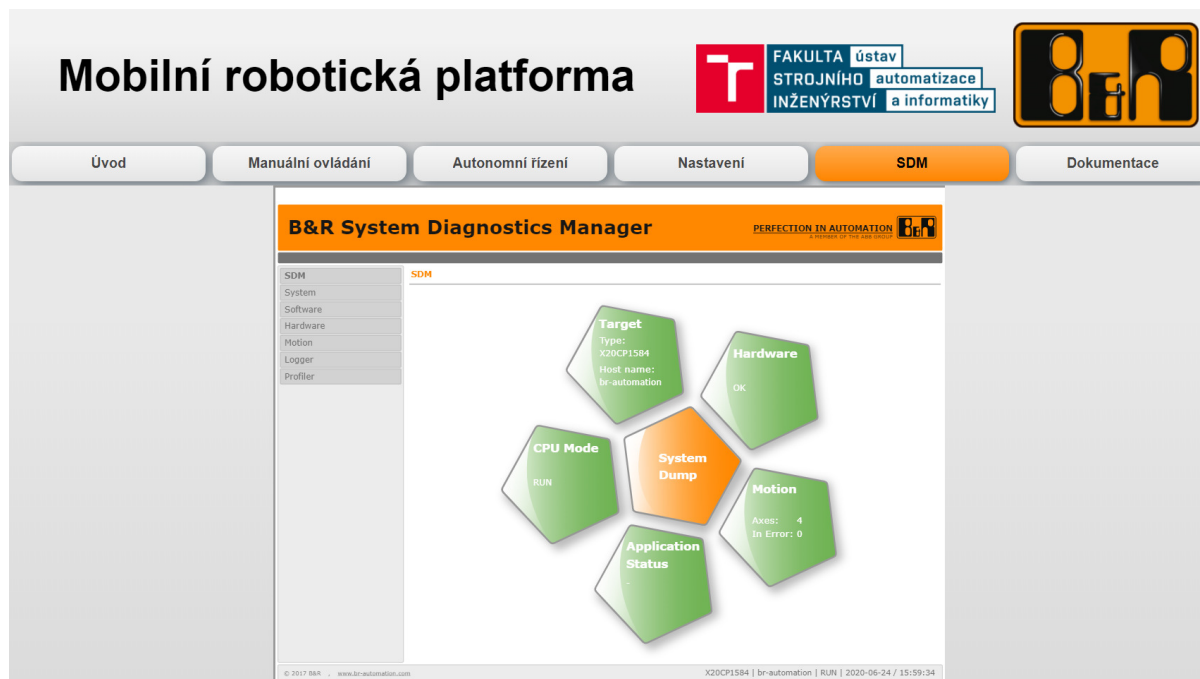 Mobilní robotická platforma
FAKULTA ústav
STROJNÍHO automatizace
INŽENÝRSTVÍ a informatiky
B&R
Úvod
Manuální ovládání
Autonomní řízení
Nastavení
SDM
Dokumentace
B&R System Diagnostics Manager
PERFECTION IN AUTOMATION
A MEMBER OF THE ABB GROUP
B&R
SDM
System
Software
Hardware
Motion
Logger
Profiler
SDM
Target
Type:
X20CP1584
Host name:
br-automation
Hardware
OK
CPU Mode
RUN
System
Dump
Motion
Axes: 4
In Error: 0
Application
Status
-
© 2017 B&R , www.br-automation.com
X20CP1584 | br-automation | RUN | 2020-06-24 / 15:59:34